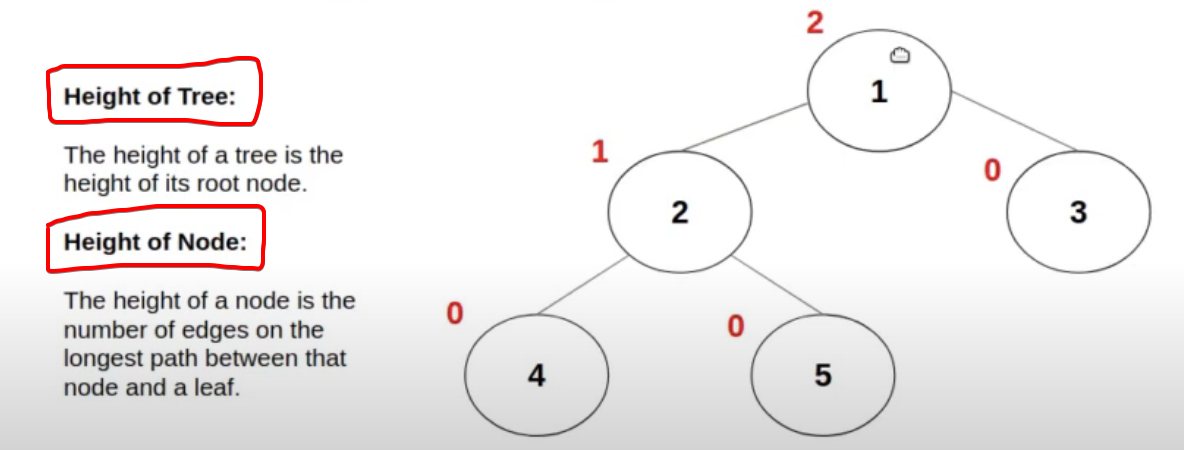 Height of Tree:
The height of a tree is the
height of its root node.
Height of Node:
The height of a node is the
number of edges on the
longest path between that
node and a leaf.
2
1
1
2
0
3
0
4
0
5